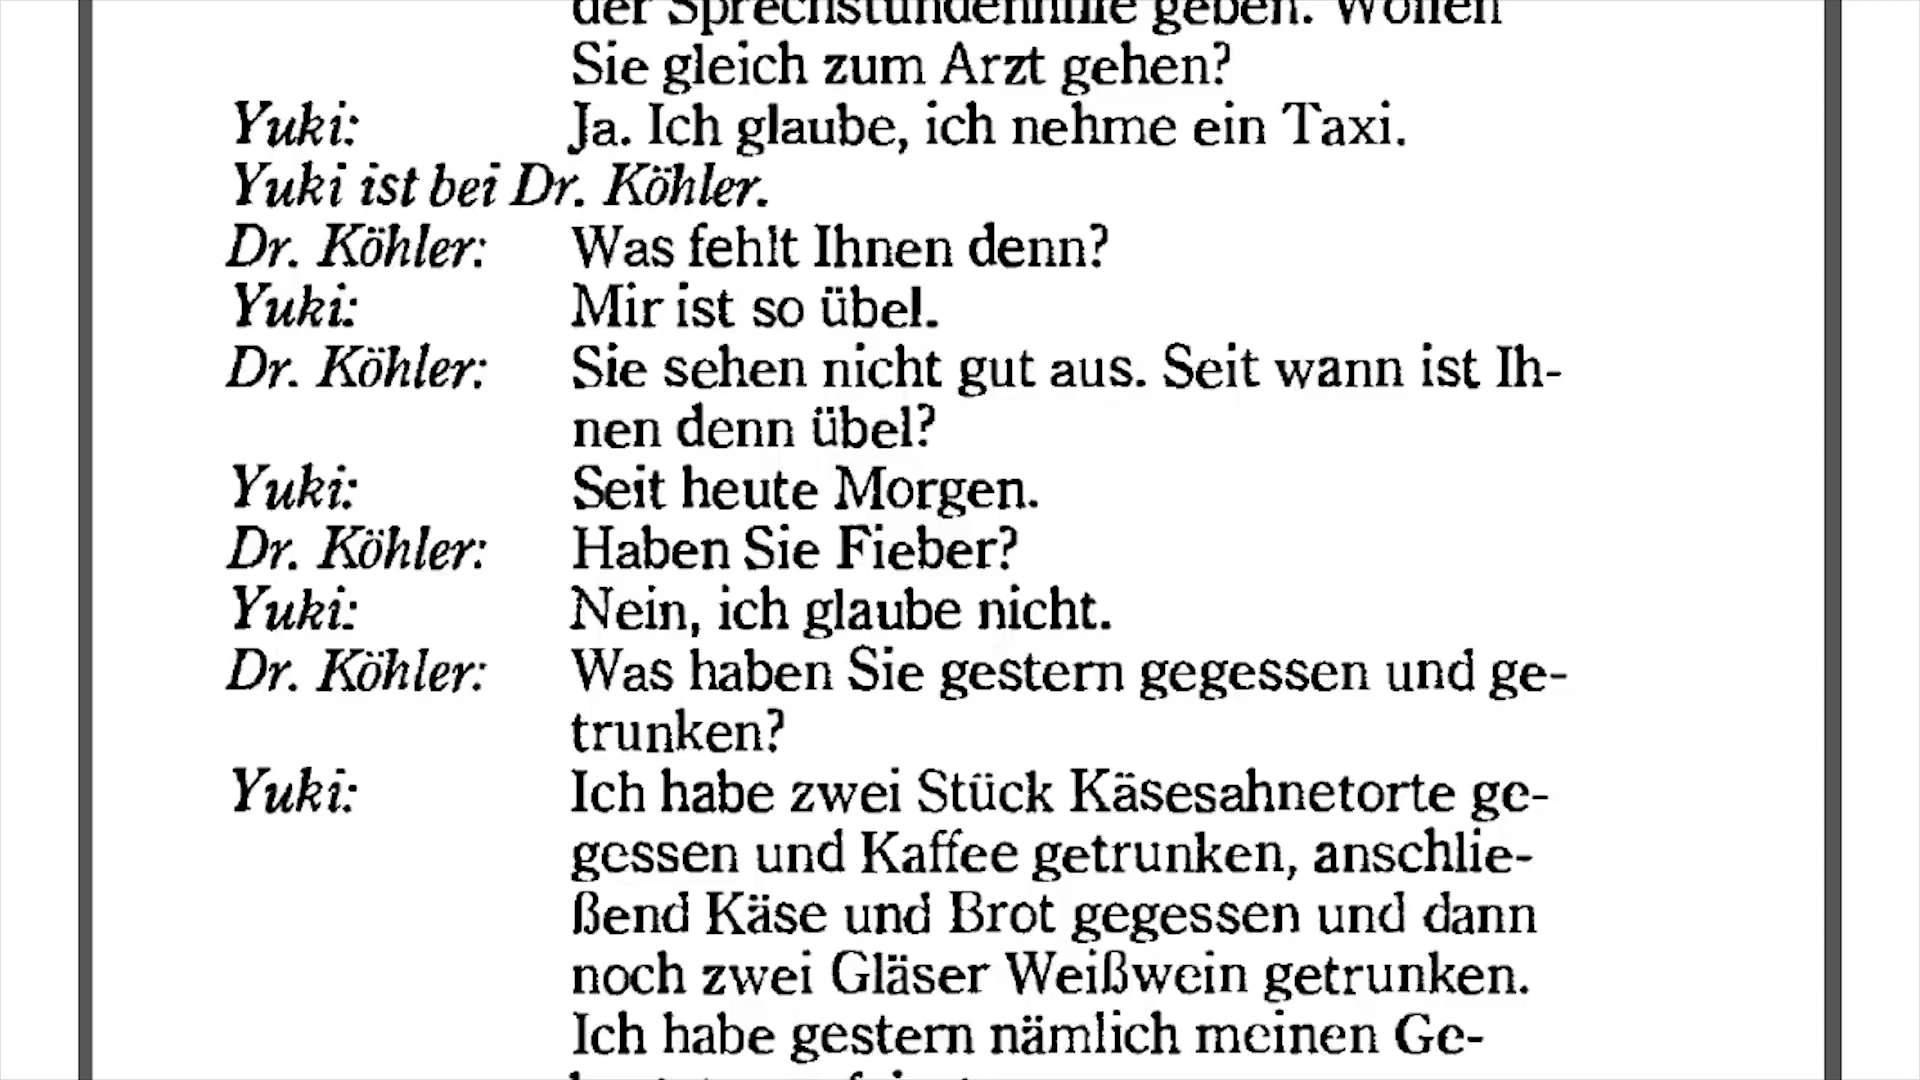 der Sprechstundenhilfe geben. Wollen
Sie gleich zum Arzt gehen?
Yuki: Ja. Ich glaube, ich nehme ein Taxi.
Yuki ist bei Dr. Köhler.
Dr. Köhler: Was fehlt Ihnen denn?
Yuki: Mir ist so übel.
Dr. Köhler: Sie sehen nicht gut aus. Seit wann ist Ih-
nen denn übel?
Yuki: Seit heute Morgen.
Dr. Köhler: Haben Sie Fieber?
Yuki: Nein, ich glaube nicht.
Dr. Köhler: Was haben Sie gestern gegessen und ge-
trunken?
Yuki: Ich habe zwei Stück Käsesahnetorte ge-
gessen und Kaffee getrunken, anschlie-
ßend Käse und Brot gegessen und dann
noch zwei Gläser Weißwein getrunken.
Ich habe gestern nämlich meinen Ge-